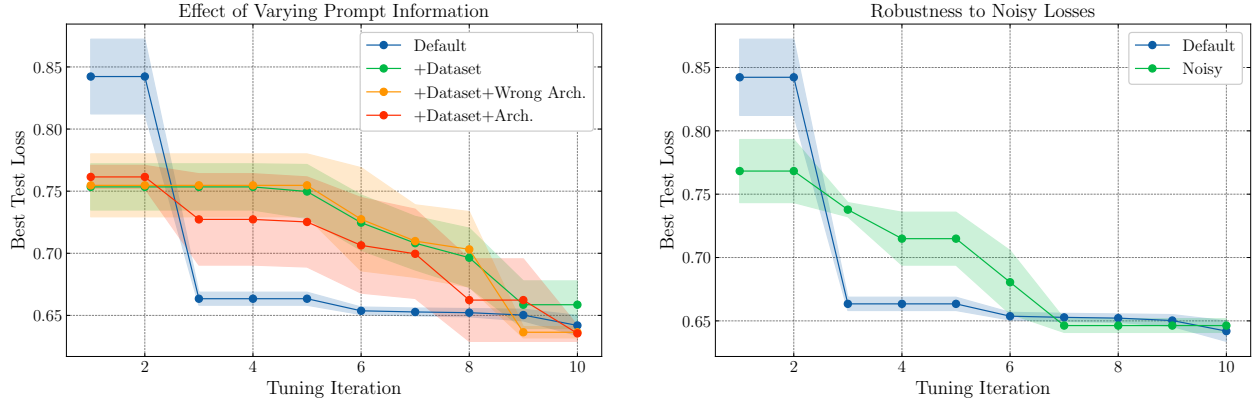 Effect of Varying Prompt Information
Default
+Dataset
+Dataset+Wrong Arch.
+Dataset+Arch.
Best Test Loss
0.85
0.80
0.75
0.70
0.65
2
4
6
8
10
Tuning Iteration
Robustness to Noisy Losses
Default
Noisy
Best Test Loss
0.85
0.80
0.75
0.70
0.65
2
4
6
8
10
Tuning Iteration